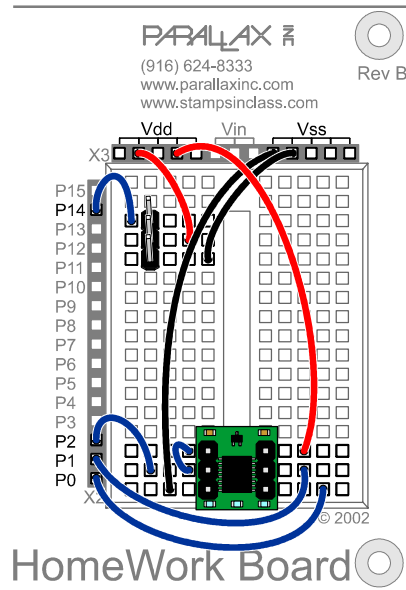 PARALLAX INC
(916) 624-8333
www.parallaxinc.com
www.stampsinclass.com
Rev B
Vdd Vin Vss
X3
P15
P14
P13
P12
P11
P10
P9
P8
P7
P6
P5
P4
P3
P2
P1
P0
X2
© 2002
HomeWork Board